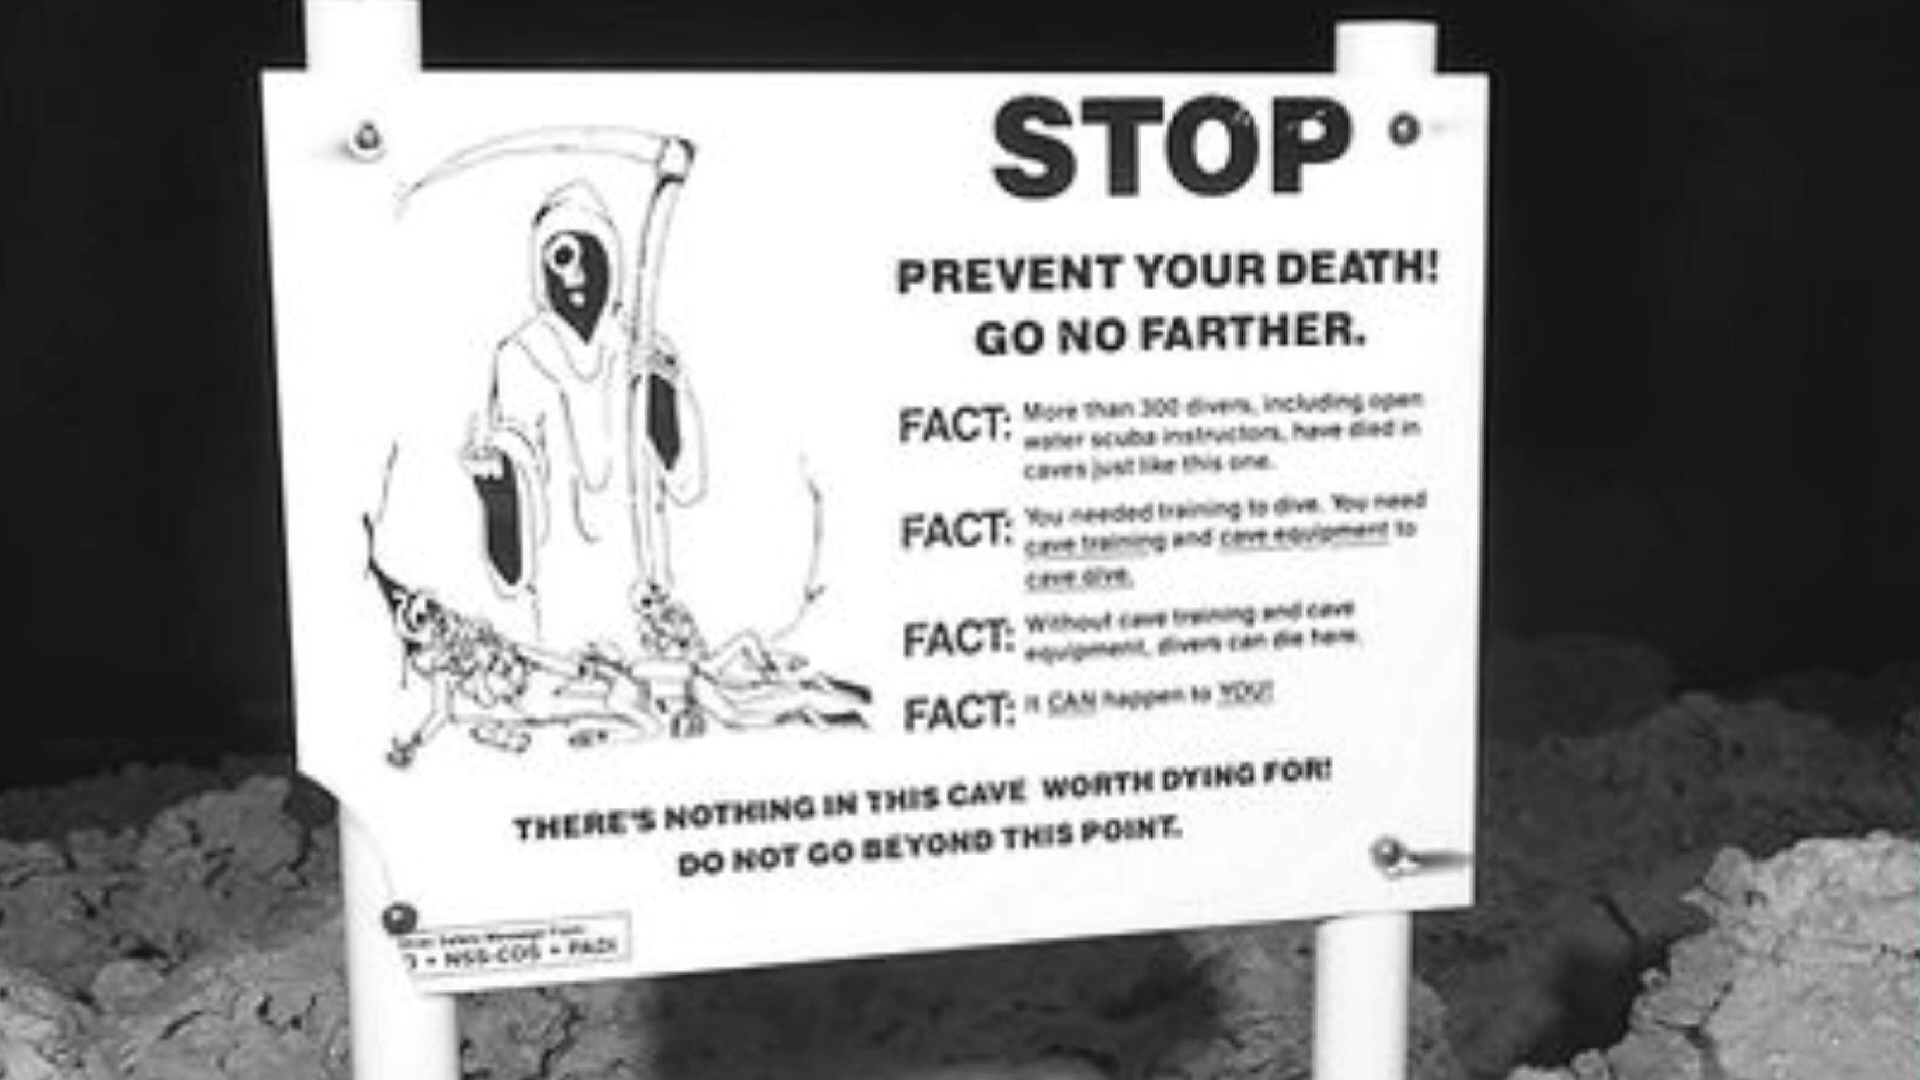 STOP
PREVENT YOUR DEATH!
GO NO FARTHER.
FACT: More than 300 divers, including open
water scuba instructors, have died in
caves just like this one.
FACT: You needed training to dive. You need
cave training and cave equipment to
cave dive.
FACT: Without cave training and cave
equipment, divers can die here.
FACT: It CAN happen to YOU!
THERE'S NOTHING IN THIS CAVE WORTH DYING FOR!
DO NOT GO BEYOND THIS POINT.
Safety Message From
• NSS-CDS • PADI